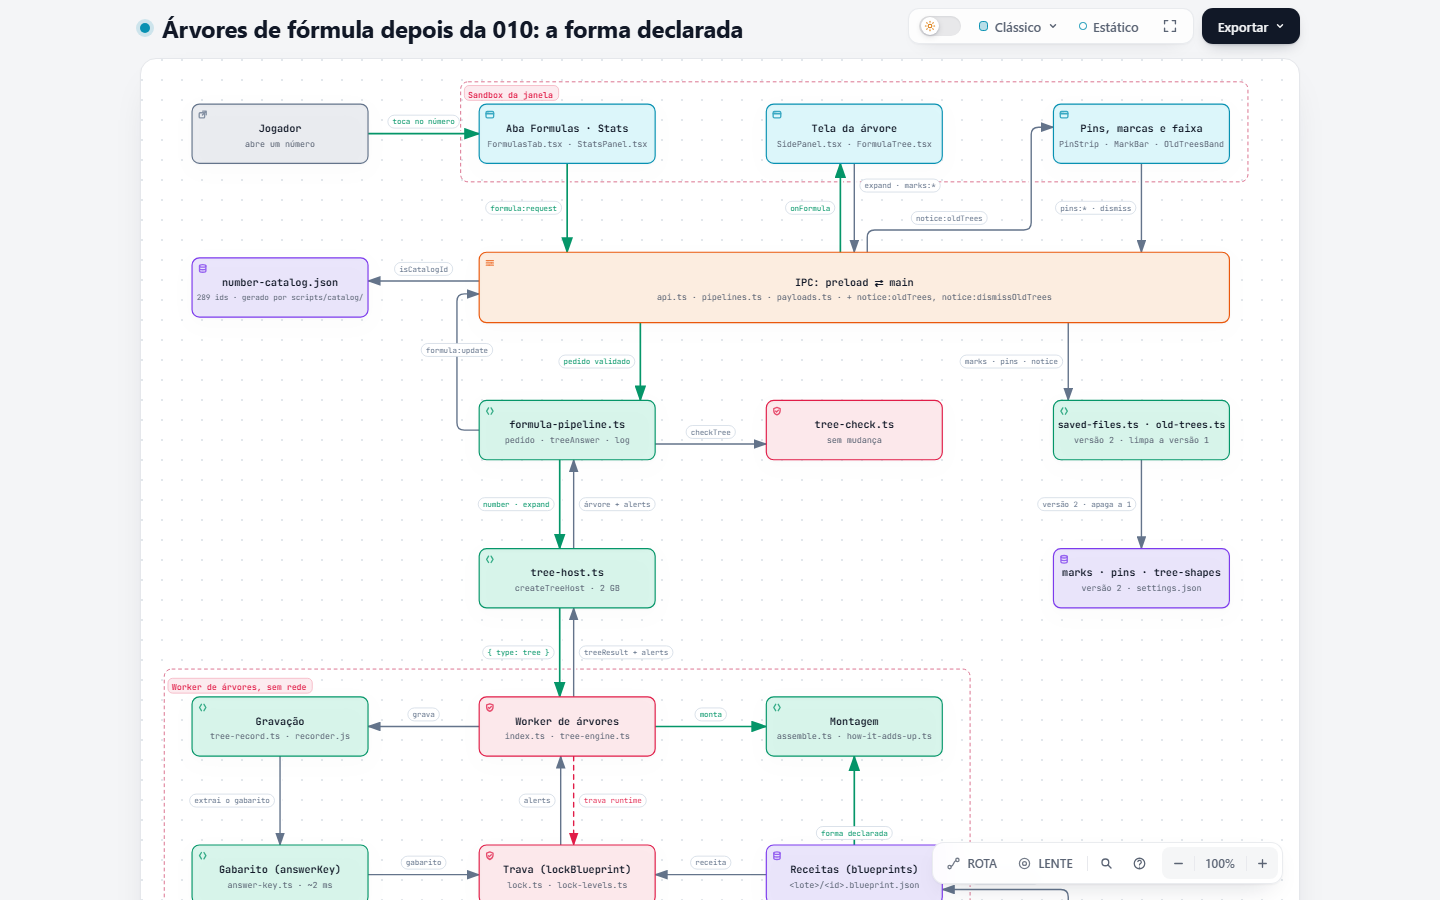 Árvores de fórmula depois da 010: a forma declarada
Clássico
Estático
Exportar
Sandbox da janela
Jogador
abre um número
toca no número
Aba Formulas · Stats
FormulasTab.tsx · StatsPanel.tsx
Tela da árvore
SidePanel.tsx · FormulaTree.tsx
Pins, marcas e faixa
PinStrip · MarkBar · OldTreesBand
expand · marks:*
formula:request
onFormula
notice:oldTrees
pins:* · dismiss
number-catalog.json
289 ids · gerado por scripts/catalog/
isCatalogId
IPC: preload ⇄ main
api.ts · pipelines.ts · payloads.ts · + notice:oldTrees, notice:dismissOldTrees
formula:update
pedido validado
marks · pins · notice
formula-pipeline.ts
pedido · treeAnswer · log
checkTree
tree-check.ts
sem mudança
saved-files.ts · old-trees.ts
versão 2 · limpa a versão 1
number · expand
árvore + alerts
versão 2 · apaga a 1
tree-host.ts
createTreeHost · 2 GB
marks · pins · tree-shapes
versão 2 · settings.json
{ type: tree }
treeResult + alerts
Worker de árvores, sem rede
Gravação
tree-record.ts · recorder.js
grava
Worker de árvores
index.ts · tree-engine.ts
monta
Montagem
assemble.ts · how-it-adds-up.ts
extrai o gabarito
alerts
trava runtime
forma declarada
Gabarito (answerKey)
answer-key.ts · ~2 ms
gabarito
Trava (lockBlueprint)
lock.ts · lock-levels.ts
receita
Receitas (blueprints)
<lote>/<id>.blueprint.json
ROTA
LENTE
− 100% +